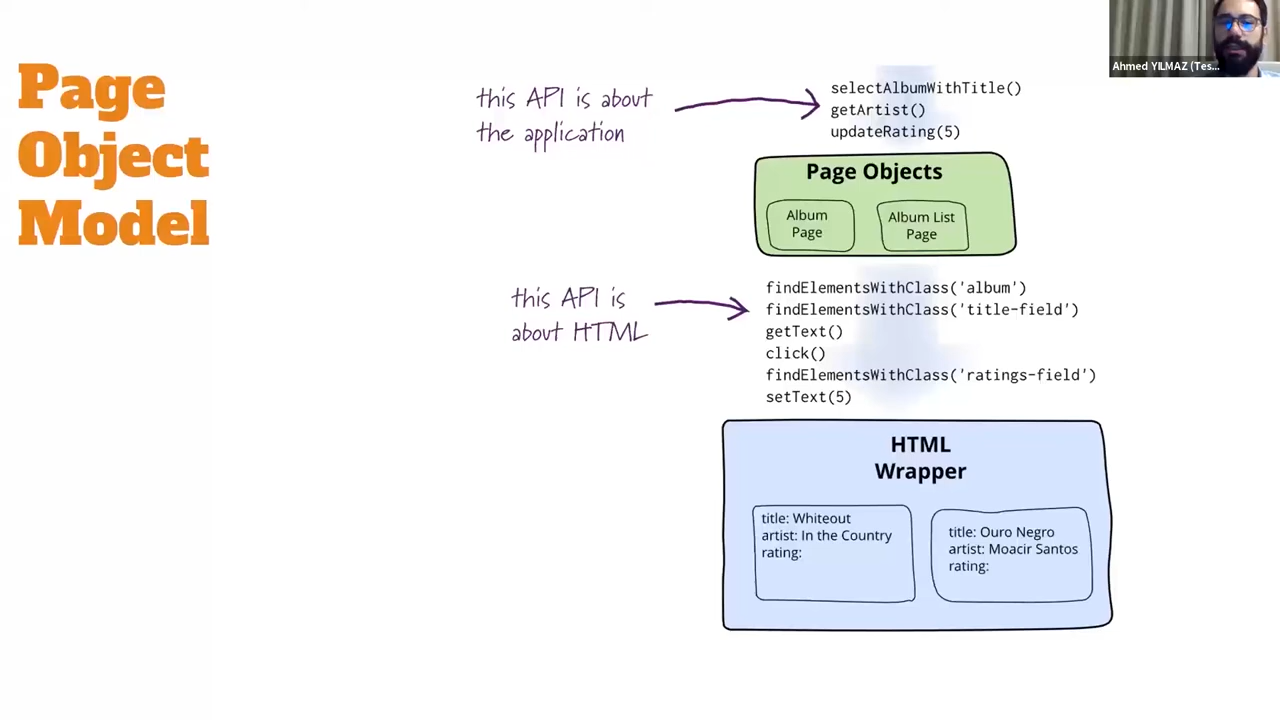 Page
Object
Model
Ahmed YILMAZ (Tes...
this API is about
the application
selectAlbumWithTitle()
getArtist()
updateRating(5)
Page Objects
Album
Page
Album List
Page
this API is
about HTML
findElementsWithClass('album')
findElementsWithClass('title-field')
getText()
click()
findElementsWithClass('ratings-field')
setText(5)
HTML
Wrapper
title: Whiteout
artist: In the Country
rating:
title: Ouro Negro
artist: Moacir Santos
rating: